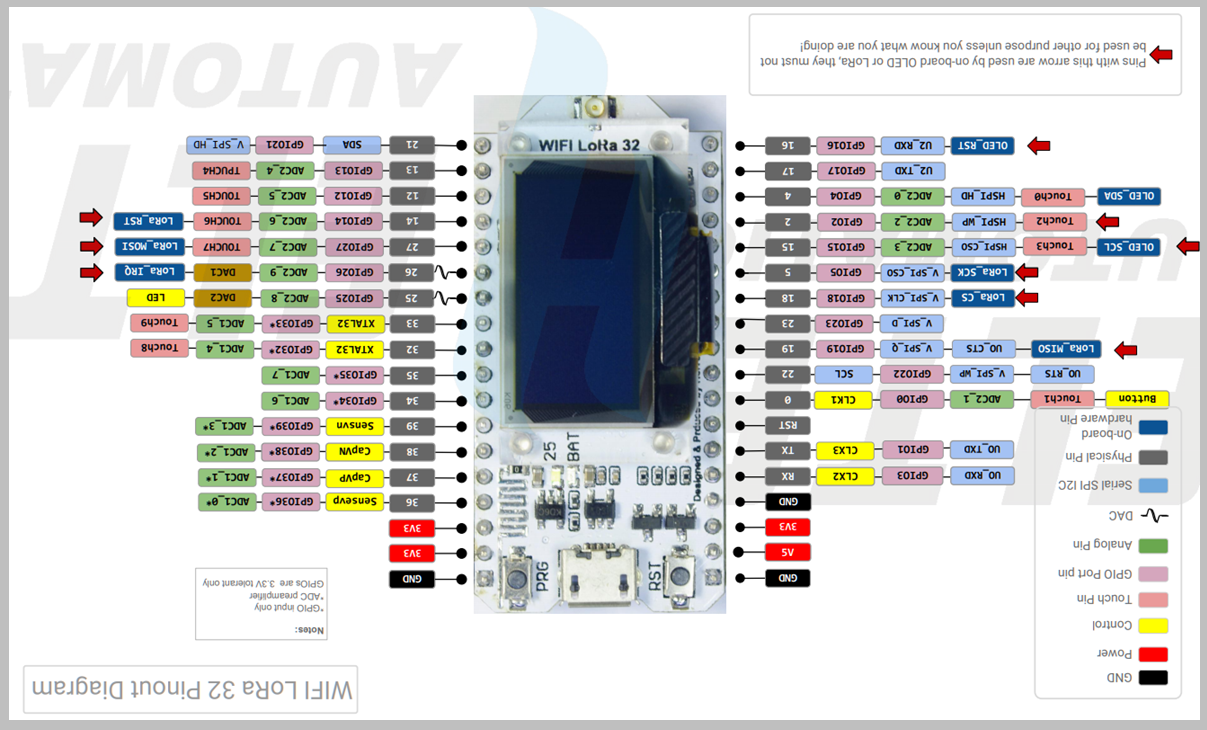 WIFI LoRa 32 Pinout Diagram
GND
Power
Control
Touch Pin
GPIO Port pin
Analog Pin
DAC
Serial SPI I2C
Physical Pin
On-board
hardware Pin
GND
5V
3V3
GND
U0_RXD GPIO3 CLK2 RX
U0_TXD GPIO1 CLK3 TX
RST
Button Touch1 ADC2_1 GPIO0 CLK1 0
U0_RTS V_SPI_WP GPIO22 SCL 22
LoRa_MISO U0_CTS V_SPI_Q GPIO19 19
V_SPI_D GPIO23 23
LoRa_CS V_SPI_CLK GPIO18 18
LoRa_SCK V_SPI_CS0 GPIO5 5
OLED_SCL Touch3 HSPI_CS0 ADC2_3 GPIO15 15
Touch2 HSPI_WP ADC2_2 GPIO2 2
OLED_SDA Touch0 HSPI_HD ADC2_0 GPIO4 4
U2_TXD GPIO17 17
OLED_RST U2_RXD GPIO16 16
GND
3V3
3V3
36 Sensevp GPIO36* ADC1_0*
37 CapVP GPIO37* ADC1_1*
38 CapVN GPIO38* ADC1_2*
39 Sensvn GPIO39* ADC1_3*
34 GPIO34* ADC1_6
35 GPIO35* ADC1_7
32 XTAL32 GPIO32* ADC1_4 Touch8
33 XTAL32 GPIO33* ADC1_5 Touch9
25 GPIO25 ADC2_8 DAC2 LED
26 GPIO26 ADC2_9 DAC1 LoRa_IRQ
27 GPIO27 ADC2_7 TOUCH7 LoRa_MOSI
14 GPIO14 ADC2_6 TOUCH6 LoRa_RST
12 GPIO12 ADC2_5 TOUCH5
13 GPIO13 ADC2_4 TPUCH4
21 SDA GPIO21 V_SPI_HD
Notes:
*GPIO input only
*ADC preamplifier
GPIOs are 3.3V tolerant only
Pins with this arrow are used by on-board OLED or LoRa, they must not
be used for other purpose unless you know what you are doing!
WIFI LoRa 32
25
BAT
PRG
RST
AUTOMA